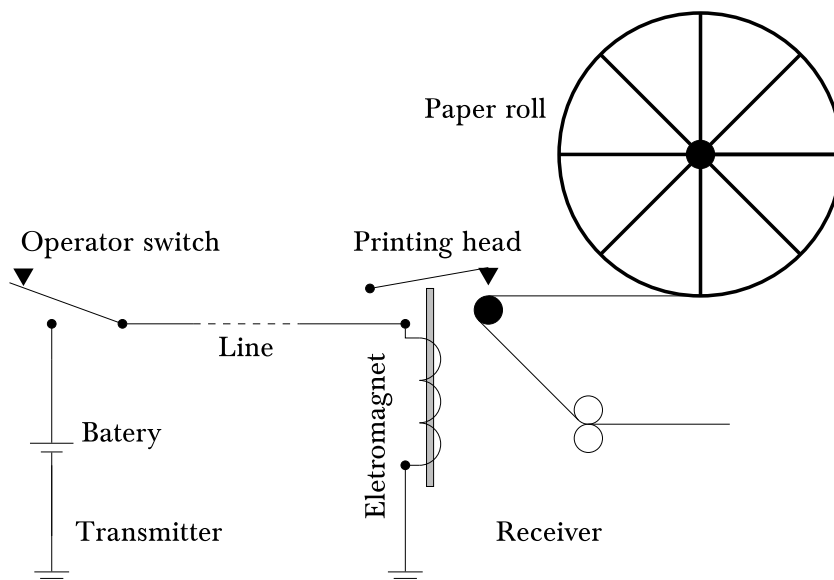 Paper roll
Operator switch
Printing head
Line
Eletromagnet
Batery
Transmitter
Receiver